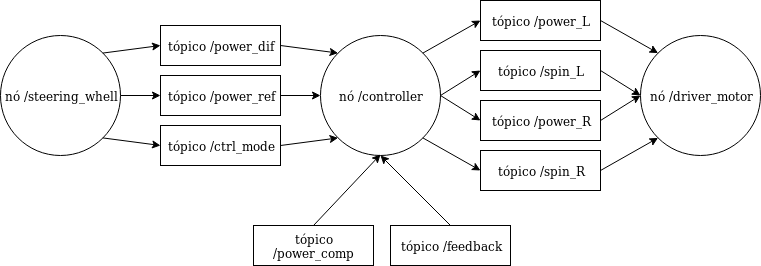 nó /steering_whell
tópico /power_dif
tópico /power_ref
tópico /ctrl_mode
nó /controller
tópico /power_comp
tópico /feedback
tópico /power_L
tópico /spin_L
tópico /power_R
tópico /spin_R
nó /driver_motor